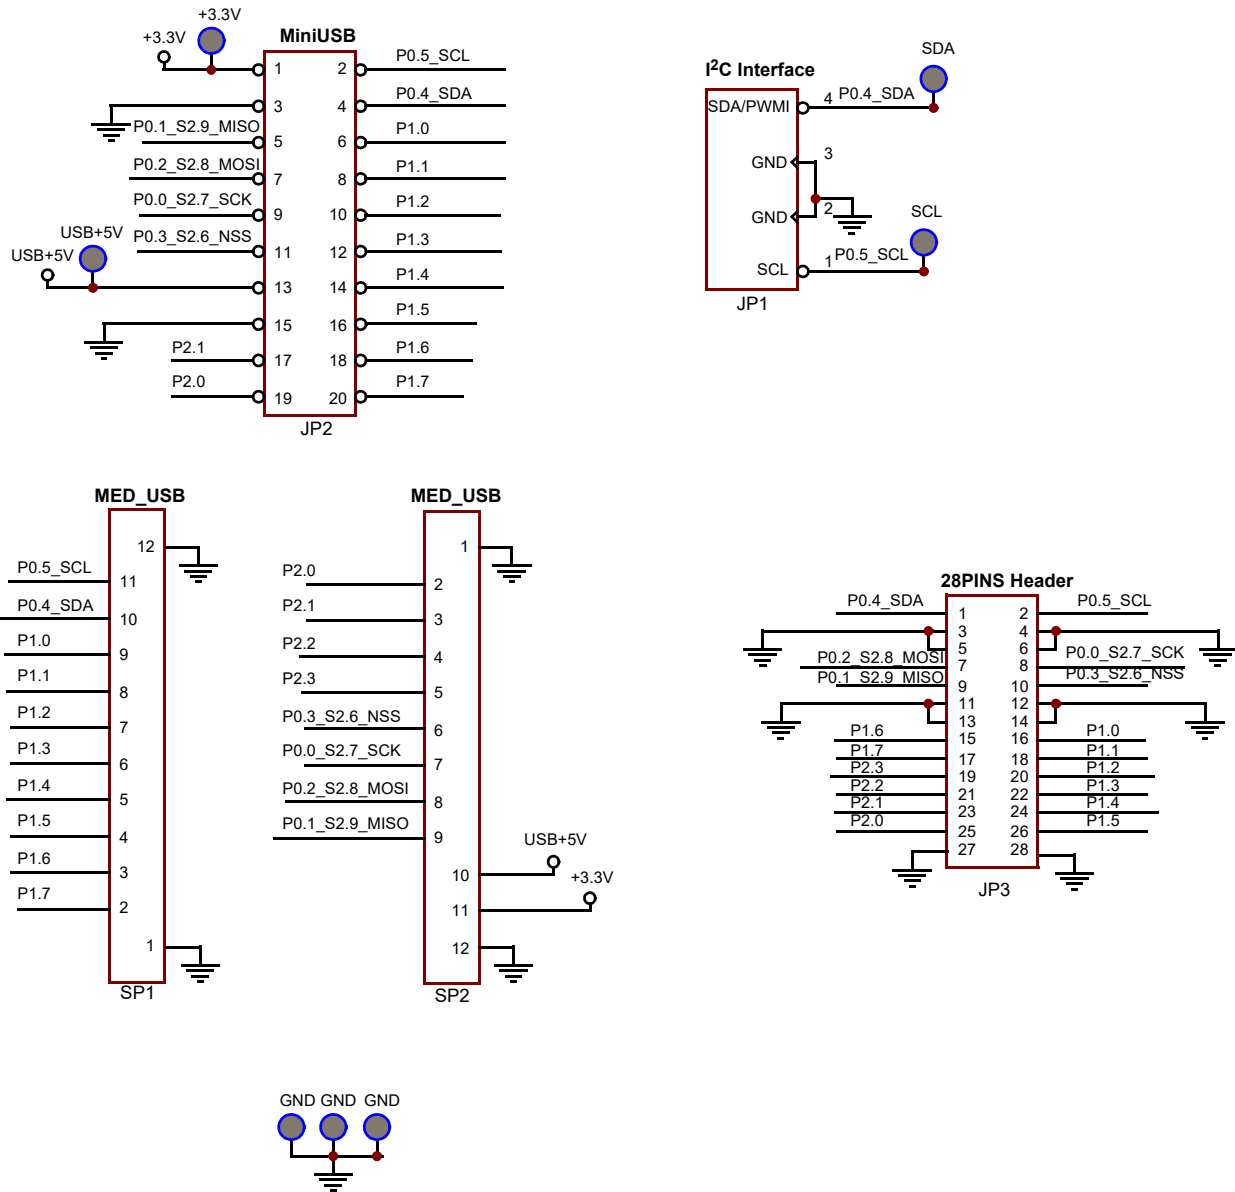 +3.3V
+3.3V
MiniUSB
1 2 P0.5_SCL
3 4 P0.4_SDA
P0.1_S2.9_MISO 5 6 P1.0
P0.2_S2.8_MOSI 7 8 P1.1
P0.0_S2.7_SCK 9 10 P1.2
P0.3_S2.6_NSS 11 12 P1.3
USB+5V
USB+5V
13 14 P1.4
15 16 P1.5
P2.1 17 18 P1.6
P2.0 19 20 P1.7
JP2
SDA
I²C Interface
SDA/PWMI 4 P0.4_SDA
GND 3
GND 2
SCL
SCL 1 P0.5_SCL
JP1
MED_USB
12
P0.5_SCL 11
P0.4_SDA 10
P1.0 9
P1.1 8
P1.2 7
P1.3 6
P1.4 5
P1.5 4
P1.6 3
P1.7 2
1
SP1
MED_USB
1
P2.0 2
P2.1 3
P2.2 4
P2.3 5
P0.3_S2.6_NSS 6
P0.0_S2.7_SCK 7
P0.2_S2.8_MOSI 8
P0.1_S2.9_MISO 9
USB+5V
10
+3.3V
11
12
SP2
28PINS Header
P0.4_SDA 1 2 P0.5_SCL
3 4
5 6
P0.2_S2.8_MOSI 7 8 P0.0_S2.7_SCK
P0.1_S2.9_MISO 9 10 P0.3_S2.6_NSS
11 12
13 14
P1.6 15 16 P1.0
P1.7 17 18 P1.1
P2.3 19 20 P1.2
P2.2 21 22 P1.3
P2.1 23 24 P1.4
P2.0 25 26 P1.5
27 28
JP3
GND GND GND